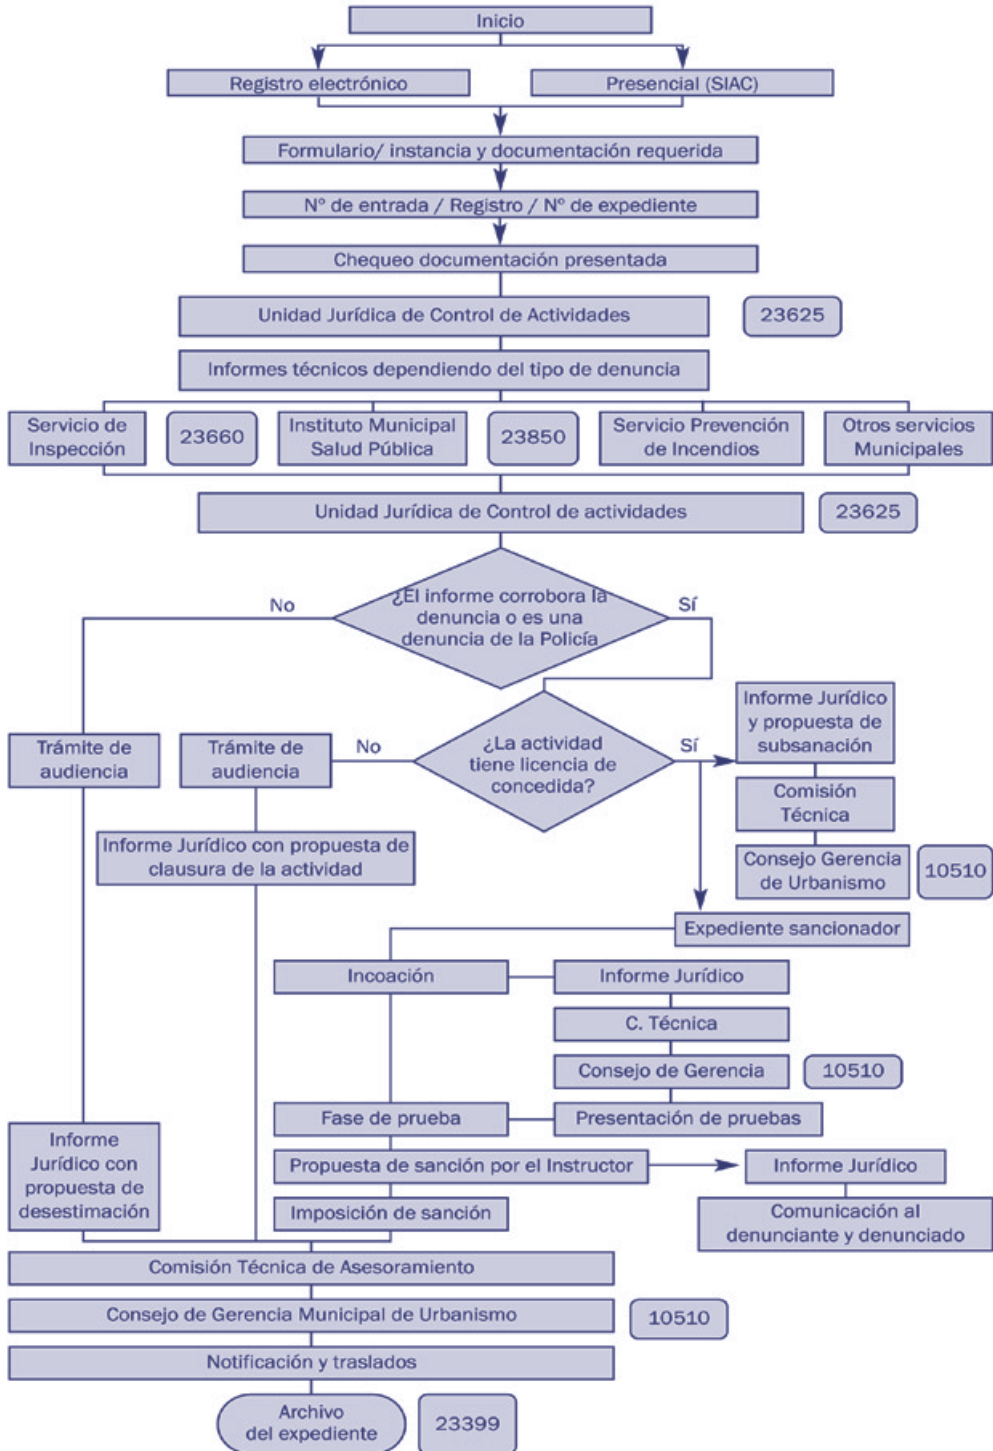 Inicio
Registro electrónico
Presencial (SIAC)
Formulario/ instancia y documentación requerida
Nº de entrada / Registro / Nº de expediente
Chequeo documentación presentada
Unidad Jurídica de Control de Actividades
23625
Informes técnicos dependiendo del tipo de denuncia
Servicio de
Inspección
23660
Instituto Municipal
Salud Pública
23850
Servicio Prevención
de Incendios
Otros servicios
Municipales
Unidad Jurídica de Control de actividades
23625
¿El informe corrobora la
denuncia o es una
denuncia de la Policía
No
Sí
Trámite de
audiencia
Trámite de
audiencia
No
¿La actividad
tiene licencia de
concedida?
Sí
Informe Jurídico
y propuesta de
subsanación
Comisión
Técnica
Consejo Gerencia
de Urbanismo
10510
Informe Jurídico con propuesta de
clausura de la actividad
Expediente sancionador
Incoación
Informe Jurídico
C. Técnica
Consejo de Gerencia
10510
Fase de prueba
Presentación de pruebas
Informe
Jurídico con
propuesta de
desestimación
Propuesta de sanción por el Instructor
Informe Jurídico
Imposición de sanción
Comunicación al
denunciante y denunciado
Comisión Técnica de Asesoramiento
Consejo de Gerencia Municipal de Urbanismo
10510
Notificación y traslados
Archivo
del expediente
23399